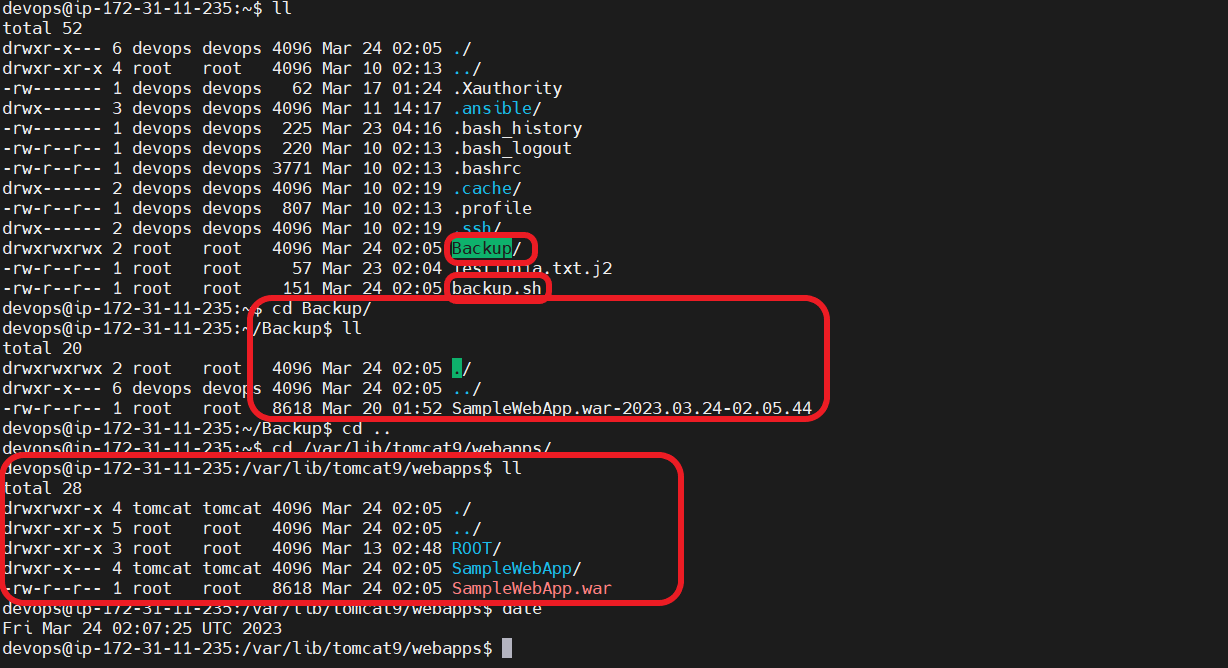 devops@ip-172-31-11-235:~$ ll
total 52
drwxr-x--- 6 devops devops 4096 Mar 24 02:05 ./
drwxr-xr-x 4 root   root   4096 Mar 10 02:13 ../
-rw------- 1 devops devops   62 Mar 17 01:24 .Xauthority
drwx------ 3 devops devops 4096 Mar 11 14:17 .ansible/
-rw------- 1 devops devops  225 Mar 23 04:16 .bash_history
-rw-r--r-- 1 devops devops  220 Mar 10 02:13 .bash_logout
-rw-r--r-- 1 devops devops 3771 Mar 10 02:13 .bashrc
drwx------ 2 devops devops 4096 Mar 10 02:19 .cache/
-rw-r--r-- 1 devops devops  807 Mar 10 02:13 .profile
drwx------ 2 devops devops 4096 Mar 10 02:19 .ssh/
drwxrwxrwx 2 root   root   4096 Mar 24 02:05 Backup/
-rw-r--r-- 1 root   root     57 Mar 23 02:04
-rw-r--r-- 1 root   root    151 Mar 24 02:05 backup.sh
devops@ip-172-31-11-235:~$ cd Backup/
devops@ip-172-31-11-235:~/Backup$ ll
total 20
drwxrwxrwx 2 root   root   4096 Mar 24 02:05 ./
drwxr-x--- 6 devops devops 4096 Mar 24 02:05 ../
-rw-r--r-- 1 root   root   8618 Mar 20 01:52 SampleWebApp.war-2023.03.24-02.05.44
devops@ip-172-31-11-235:~/Backup$ cd ..
devops@ip-172-31-11-235:~$ cd /var/lib/tomcat9/webapps/
devops@ip-172-31-11-235:/var/lib/tomcat9/webapps$ ll
total 28
drwxrwxr-x 4 tomcat tomcat 4096 Mar 24 02:05 ./
drwxr-xr-x 5 root   root   4096 Mar 24 02:05 ../
drwxr-xr-x 3 root   root   4096 Mar 13 02:48 ROOT/
drwxr-x--- 4 tomcat tomcat 4096 Mar 24 02:05 SampleWebApp/
-rw-r--r-- 1 root   root   8618 Mar 24 02:05 SampleWebApp.war
devops@ip-172-31-11-235:/var/lib/tomcat9/webapps$ date
Fri Mar 24 02:07:25 UTC 2023
devops@ip-172-31-11-235:/var/lib/tomcat9/webapps$